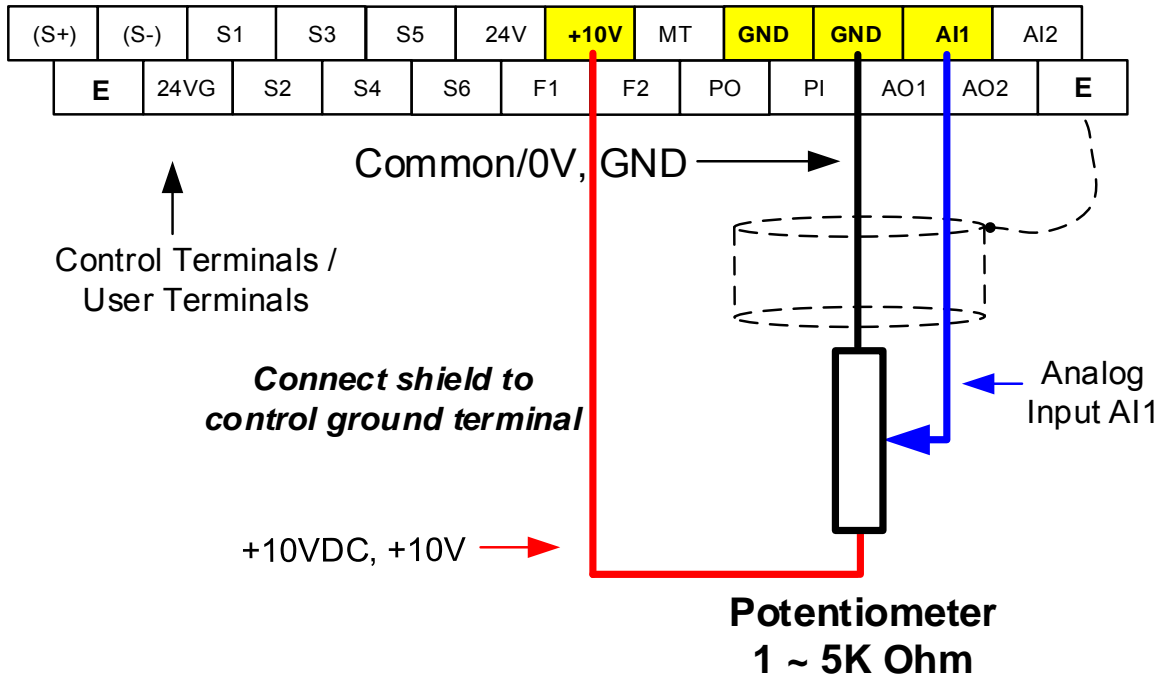 (S+) (S-) S1 S3 S5 24V +10V MT GND GND AI1 AI2
E 24VG S2 S4 S6 F1 F2 PO PI AO1 AO2 E
Common/0V, GND
Control Terminals /
User Terminals
Connect shield to
control ground terminal
Analog
Input AI1
+10VDC, +10V
Potentiometer
1 ~ 5K Ohm